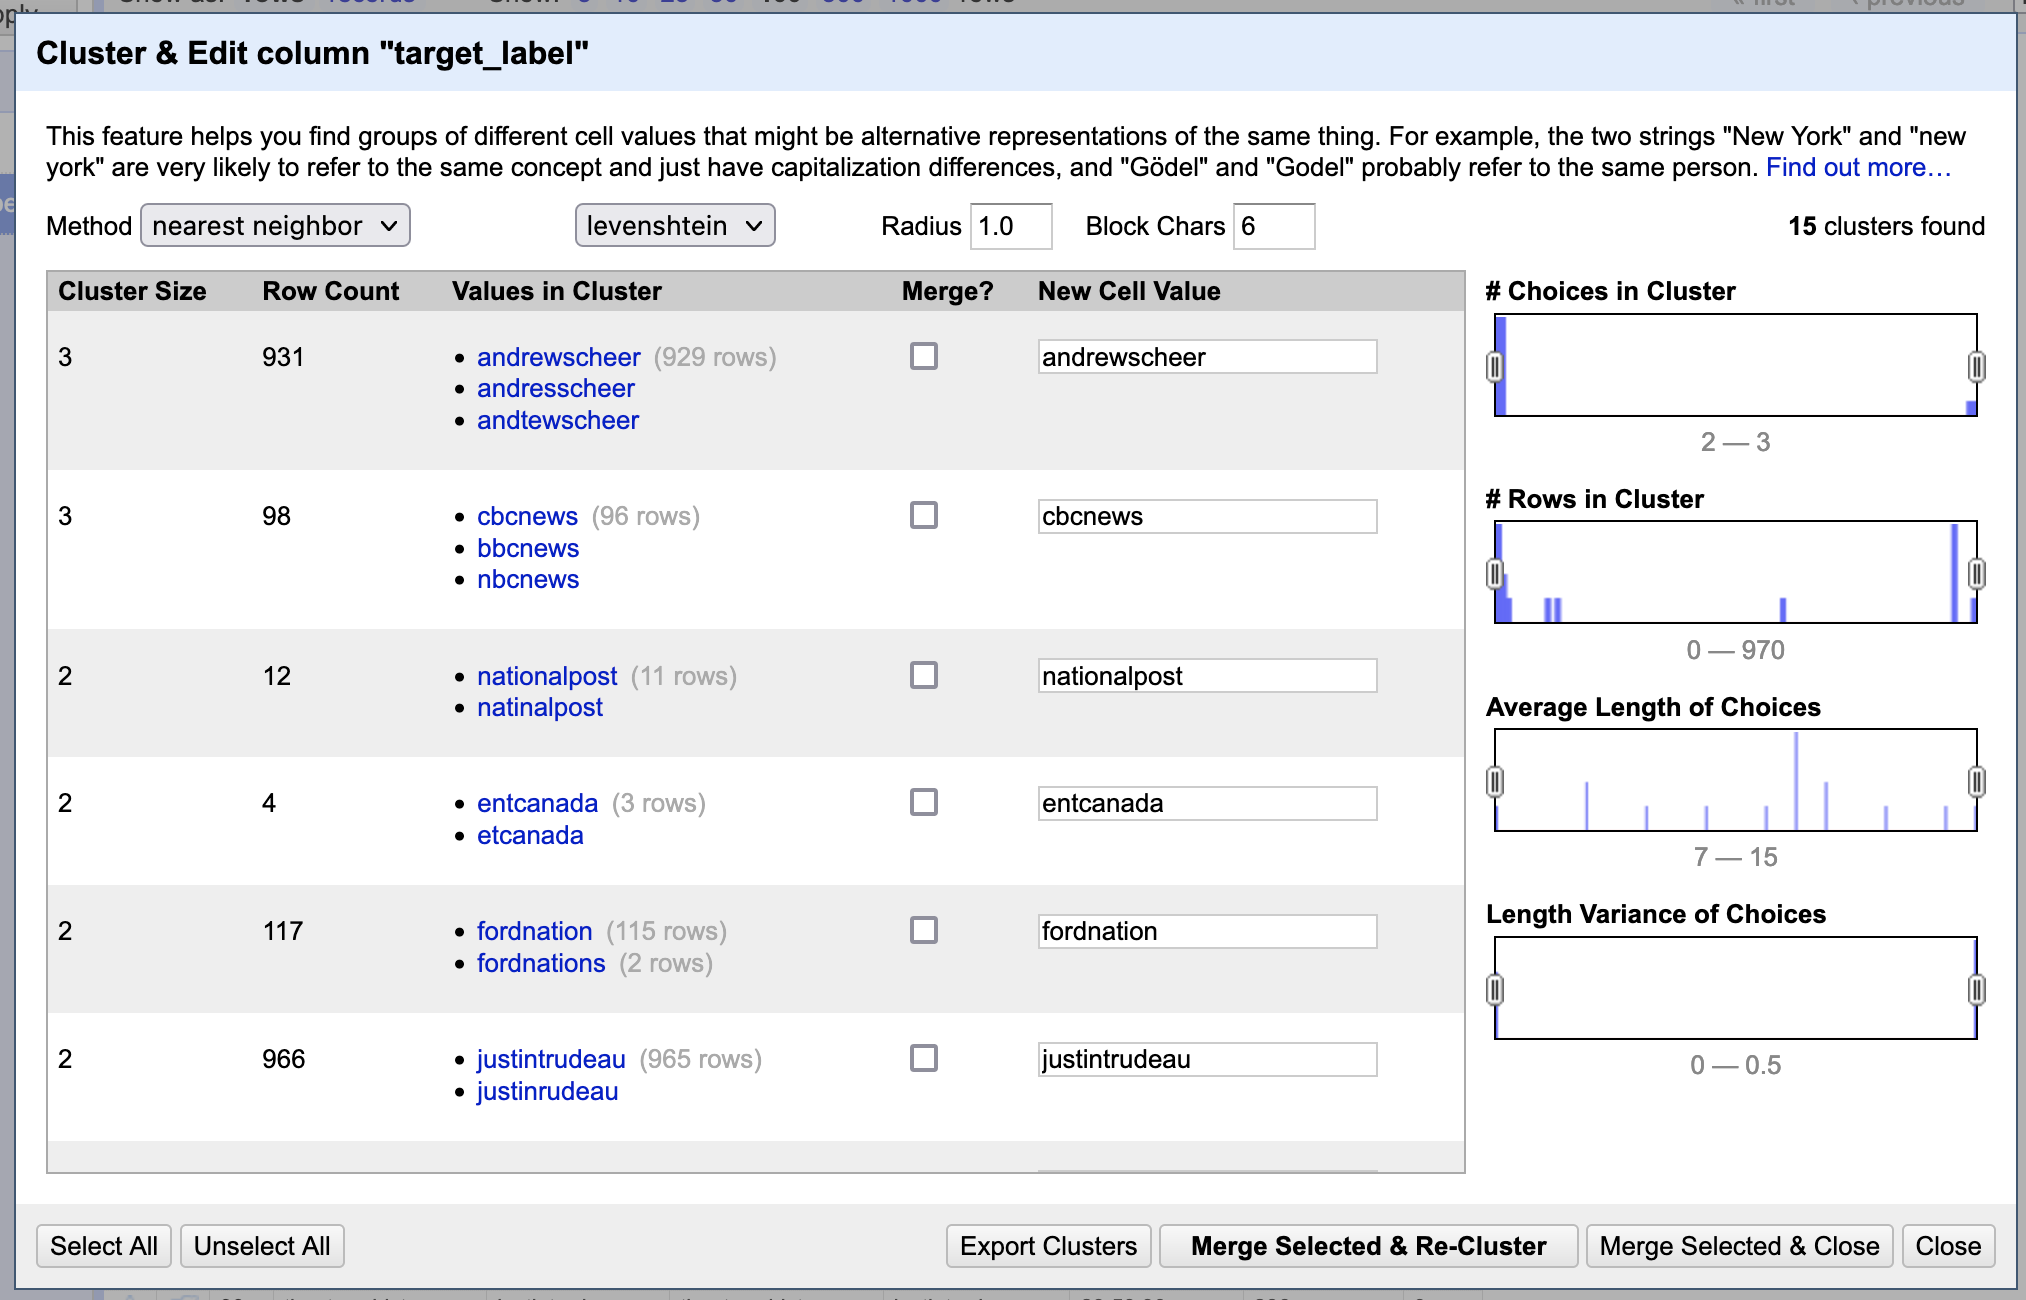 Cluster & Edit column "target_label"
This feature helps you find groups of different cell values that might be alternative representations of the same thing. For example, the two strings "New York" and "new
york" are very likely to refer to the same concept and just have capitalization differences, and "Gödel" and "Godel" probably refer to the same person. Find out more…
Method nearest neighbor levenshtein Radius 1.0 Block Chars 6 15 clusters found
Cluster Size Row Count Values in Cluster Merge? New Cell Value
3 931 • andrewscheer (929 rows) andrewscheer
• andresscheer
• andtewscheer
3 98 • cbcnews (96 rows) cbcnews
• bbcnews
• nbcnews
2 12 • nationalpost (11 rows) nationalpost
• natinalpost
2 4 • entcanada (3 rows) entcanada
• etcanada
2 117 • fordnation (115 rows) fordnation
• fordnations (2 rows)
2 966 • justintrudeau (965 rows) justintrudeau
• justinrudeau
# Choices in Cluster
2 — 3
# Rows in Cluster
0 — 970
Average Length of Choices
7 — 15
Length Variance of Choices
0 — 0.5
Select All Unselect All Export Clusters Merge Selected & Re-Cluster Merge Selected & Close Close